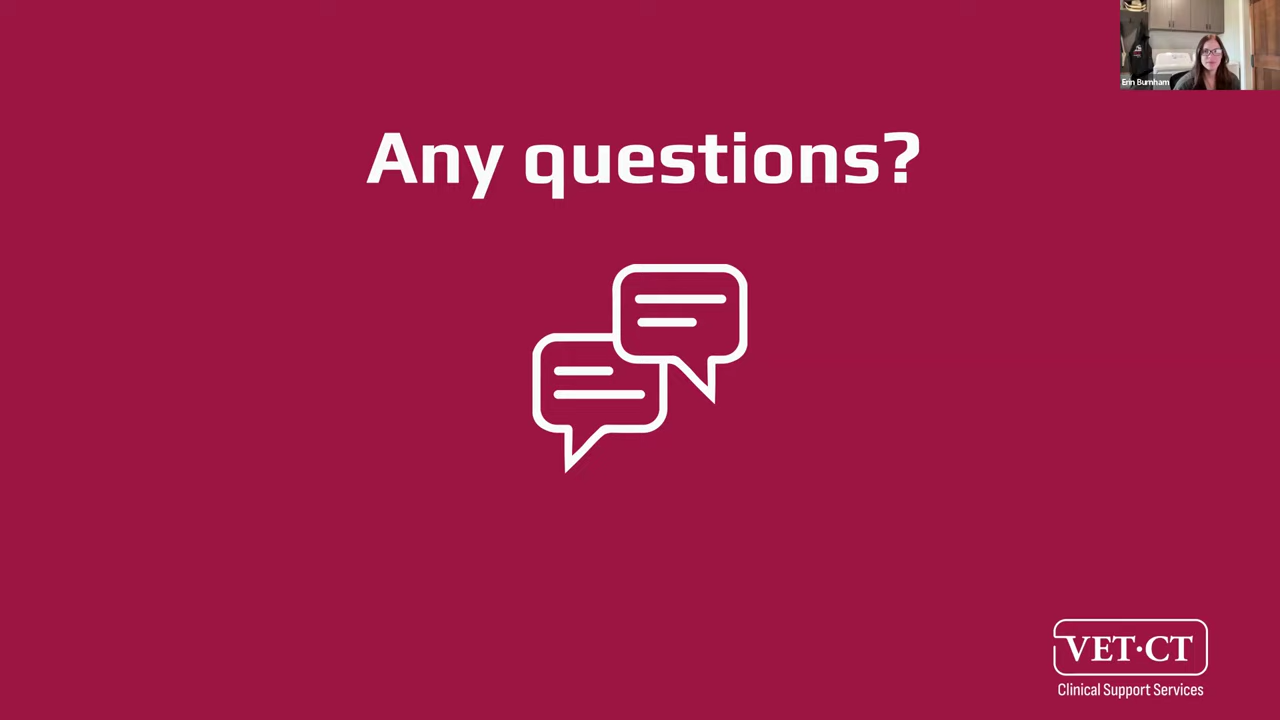 Erin Burnham
Any questions?
VET·CT
Clinical Support Services